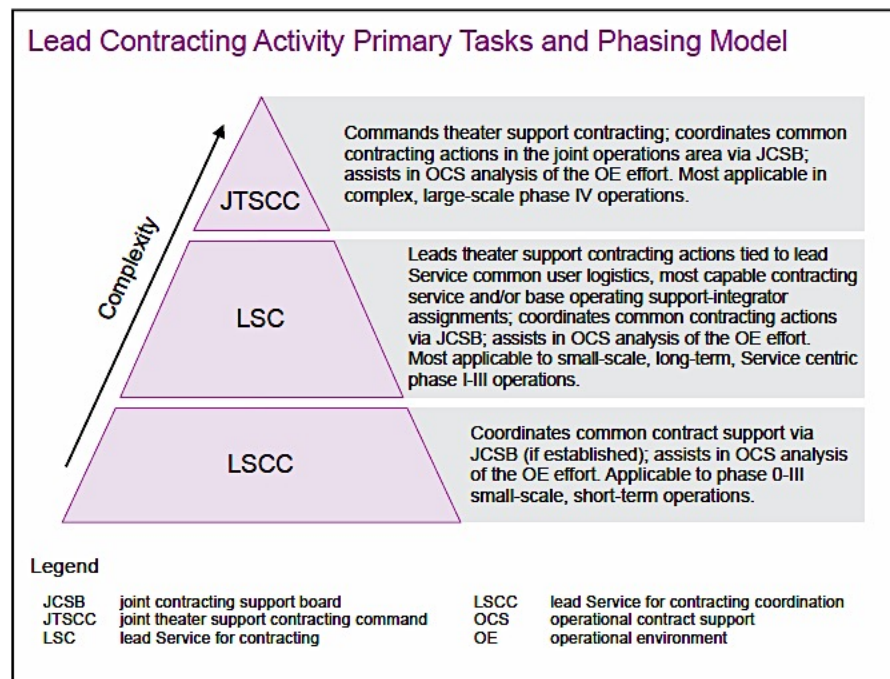 Lead Contracting Activity Primary Tasks and Phasing Model
Complexity
JTSCC
Commands theater support contracting; coordinates common
contracting actions in the joint operations area via JCSB;
assists in OCS analysis of the OE effort. Most applicable in
complex, large-scale phase IV operations.
LSC
Leads theater support contracting actions tied to lead
Service common user logistics, most capable contracting
service and/or base operating support-integrator
assignments; coordinates common contracting actions
via JCSB; assists in OCS analysis of the OE effort.
Most applicable to small-scale, long-term, Service centric
phase I-III operations.
LSCC
Coordinates common contract support via
JCSB (if established); assists in OCS analysis
of the OE effort. Applicable to phase 0-III
small-scale, short-term operations.
Legend
JCSB joint contracting support board
JTSCC joint theater support contracting command
LSC lead Service for contracting
LSCC lead Service for contracting coordination
OCS operational contract support
OE operational environment